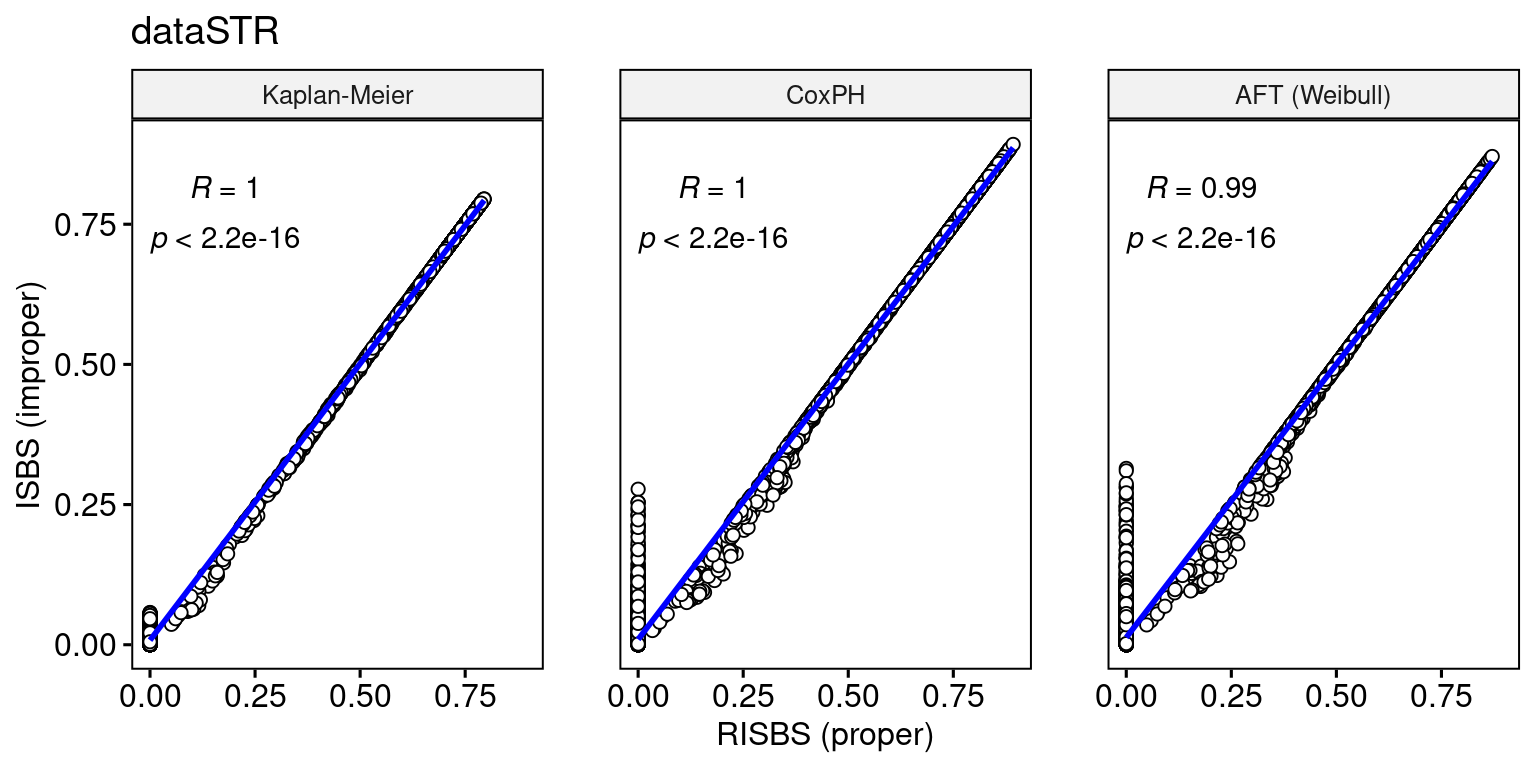 dataSTR
Kaplan-Meier
CoxPH
AFT (Weibull)
R = 1
p < 2.2e-16
R = 1
p < 2.2e-16
R = 0.99
p < 2.2e-16
ISBS (improper)
0.75
0.50
0.25
0.00
0.00 0.25 0.50 0.75
0.00 0.25 0.50 0.75
0.00 0.25 0.50 0.75
RISBS (proper)